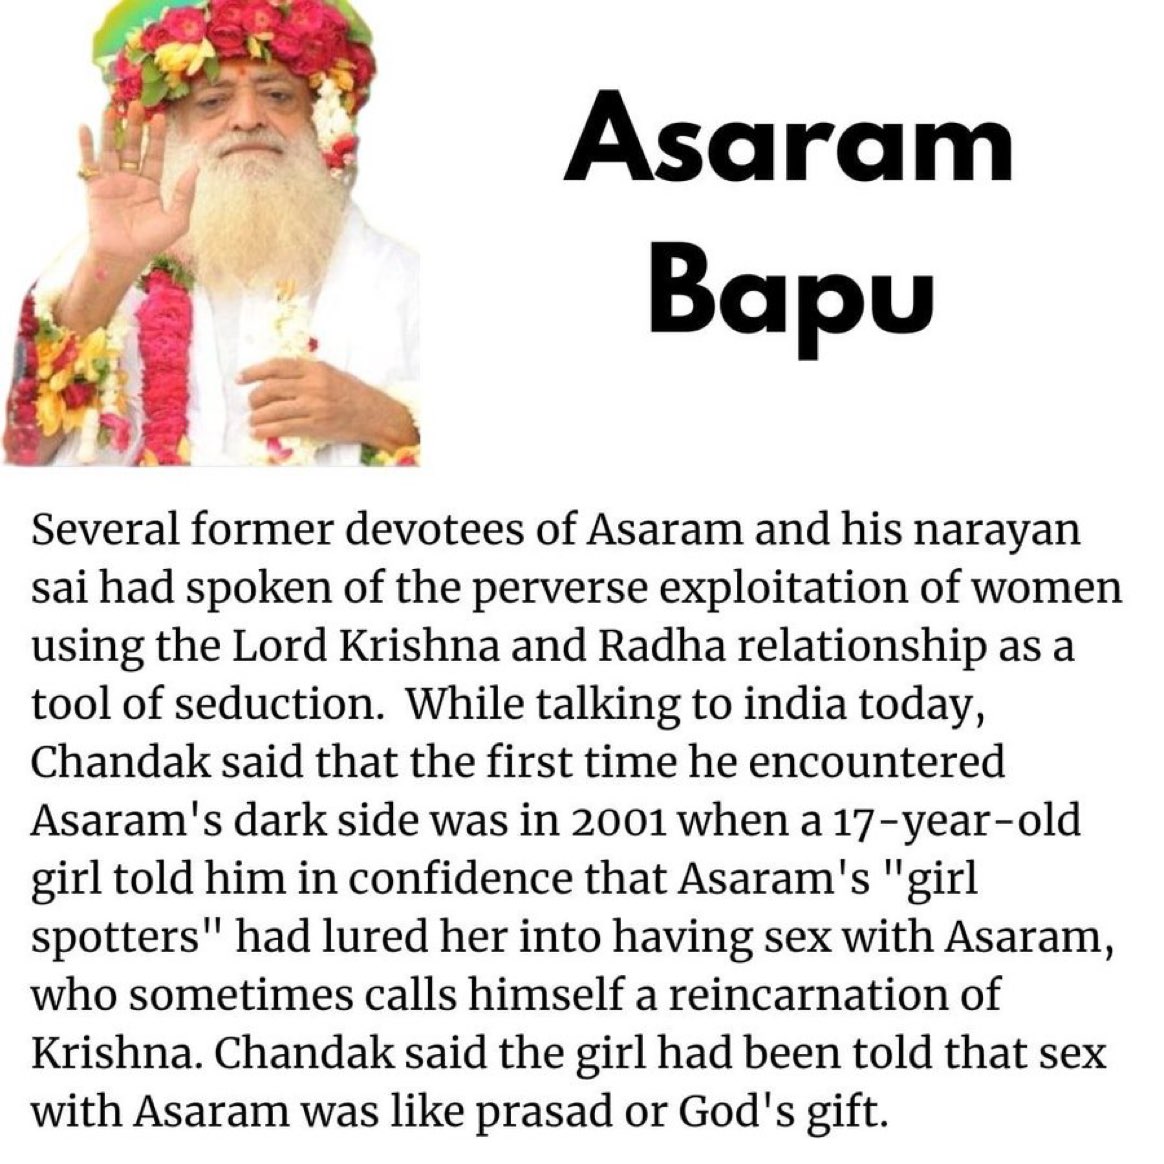 Asaram
Bapu
Several former devotees of Asaram and his narayan
sai had spoken of the perverse exploitation of women
using the Lord Krishna and Radha relationship as a
tool of seduction.  While talking to india today,
Chandak said that the first time he encountered
Asaram's dark side was in 2001 when a 17-year-old
girl told him in confidence that Asaram's "girl
spotters" had lured her into having sex with Asaram,
who sometimes calls himself a reincarnation of
Krishna. Chandak said the girl had been told that sex
with Asaram was like prasad or God's gift.